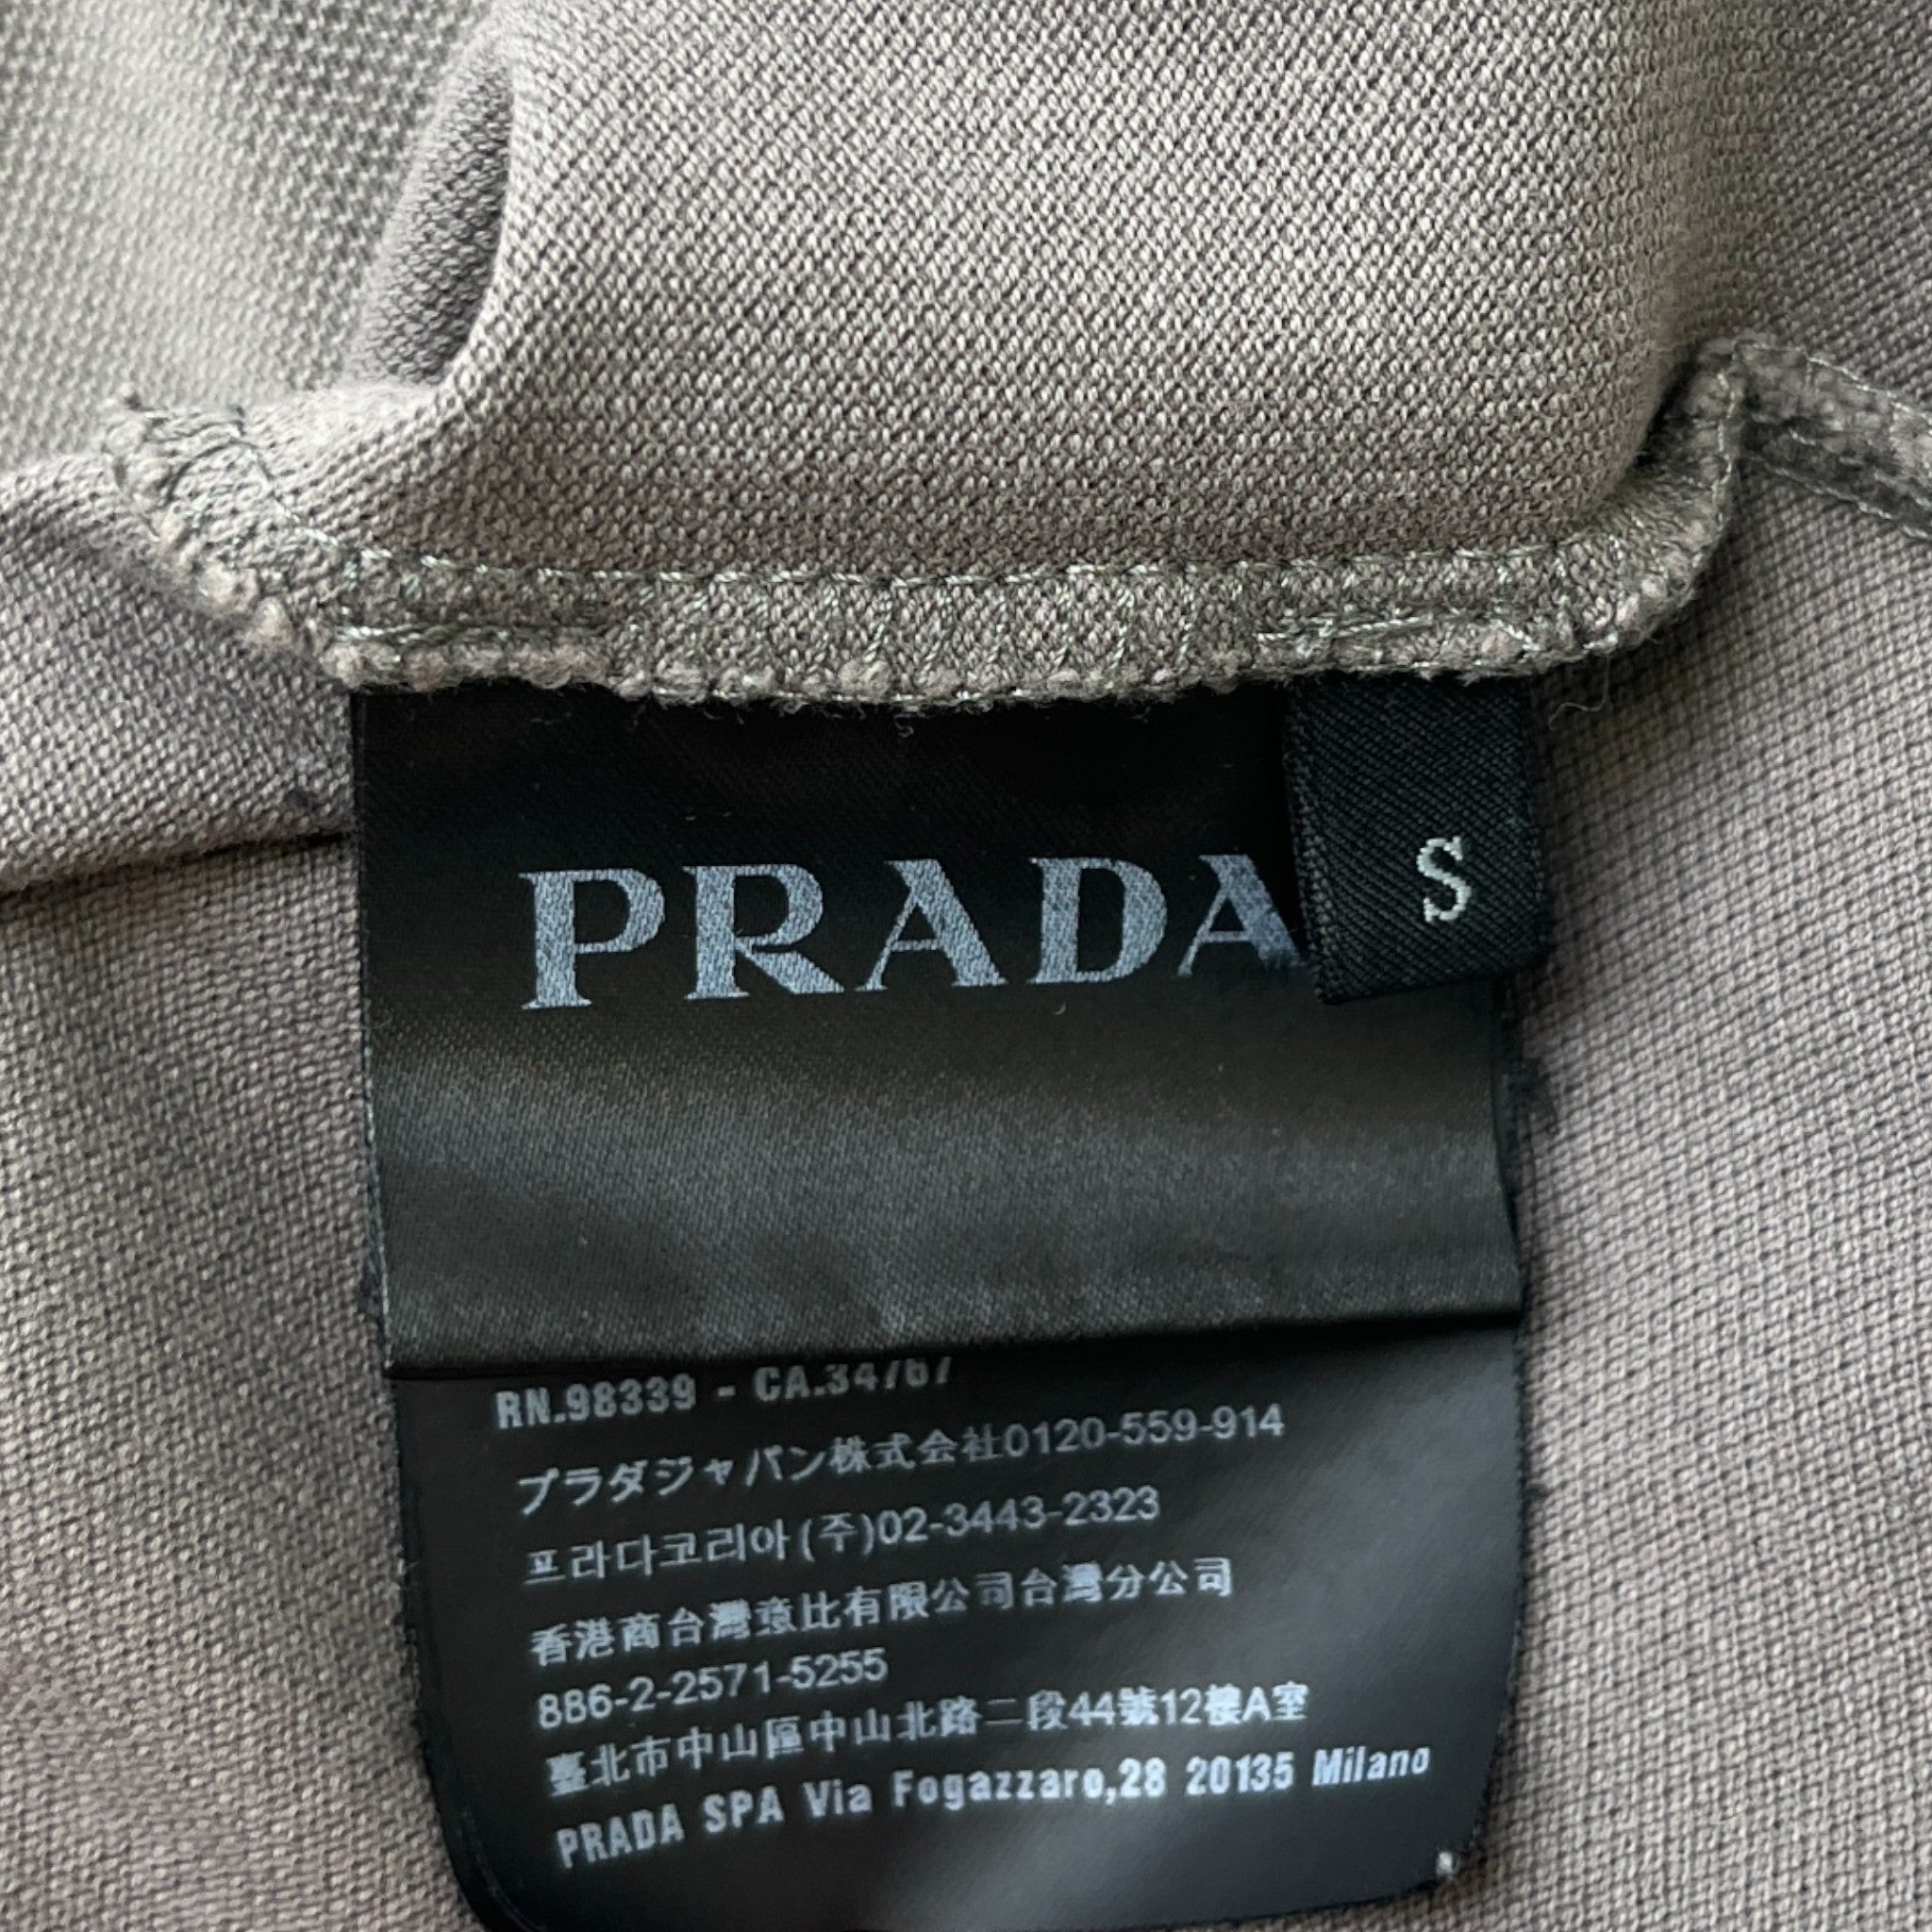 PRADA
S
RN.98339 - CA.34767
プラダジャパン株式会社0120-559-914
프라다코리아(주)02-3443-2323
香港商台灣意比有限公司台灣分公司
886-2-2571-5255
臺北市中山區中山北路二段44號12樓A室
PRADA SPA Via Fogazzaro,28 20135 Milano